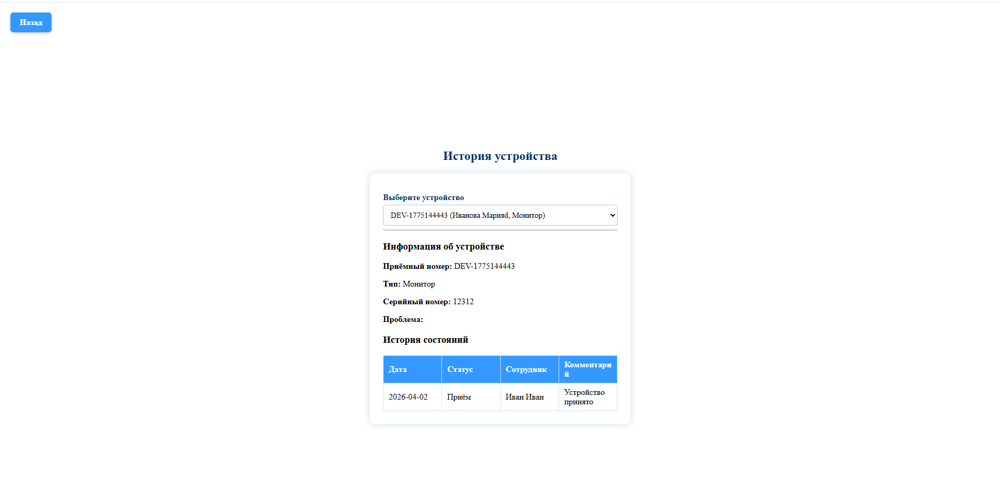 Назад
История устройства
Выберите устройство
DEV-1775144443 (Иванова Марияd, Монитор)
Информация об устройстве
Приёмный номер: DEV-1775144443
Тип: Монитор
Серийный номер: 12312
Проблема:
История состояний
Дата Статус Сотрудник Комментари
й
2026-04-02 Приём Иван Иван Устройство
принято